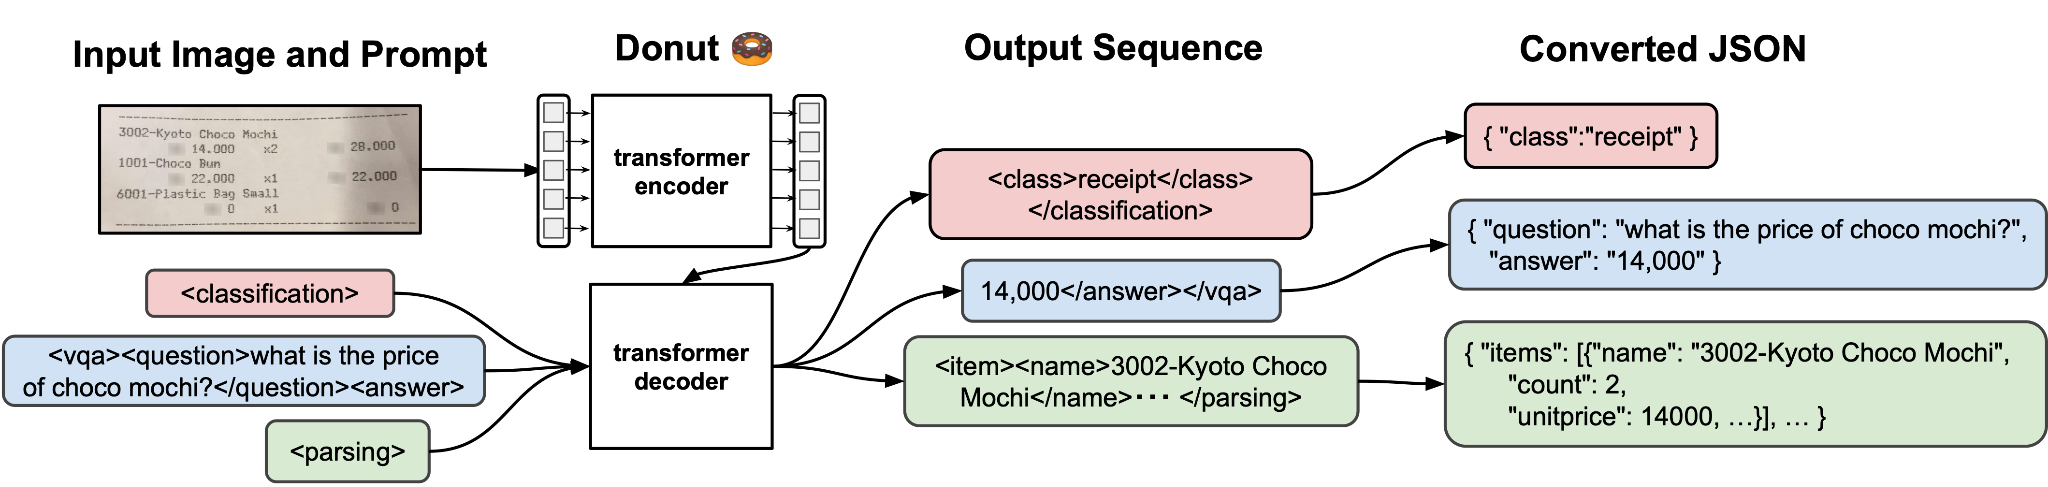 Input Image and Prompt
Donut
Output Sequence
Converted JSON
3002-Kyoto Choco Mochi
14.000 x2 28.000
1001-Choco Bun
22.000 x1 22.000
6001-Plastic Bag Small
0 x1 0
<classification>
<vqa><question>what is the price
of choco mochi?</question><answer>
<parsing>
transformer
encoder
transformer
decoder
<class>receipt</class>
</classification>
14,000</answer></vqa>
<item><name>3002-Kyoto Choco
Mochi</name>··· </parsing>
{ "class":"receipt" }
{ "question": "what is the price of choco mochi?",
"answer": "14,000" }
{ "items": [{"name": "3002-Kyoto Choco Mochi",
"count": 2,
"unitprice": 14000, …}], … }